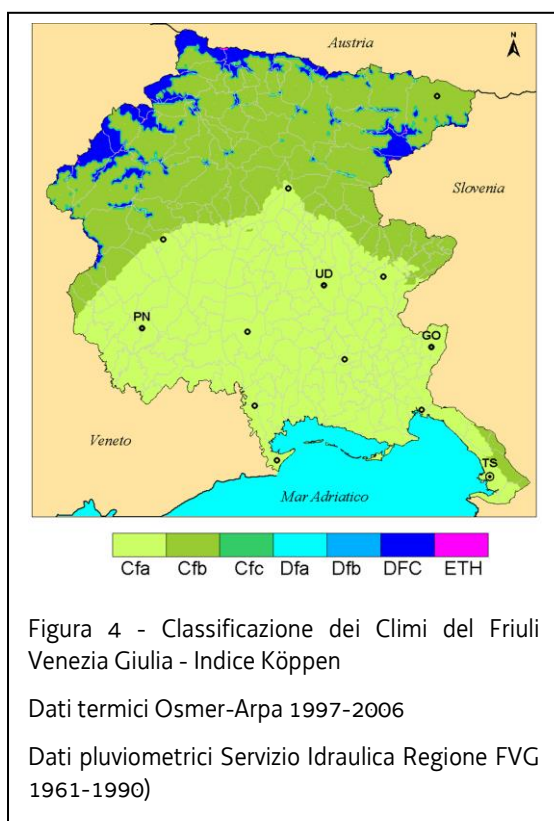 Austria
N
Slovenia
UD
PN
GO
Veneto
TS
Mar Adriatico
Cfa Cfb Cfc Dfa Dfb DFC ETH
Figura 4 - Classificazione dei Climi del Friuli
Venezia Giulia - Indice Köppen
Dati termici Osmer-Arpa 1997-2006
Dati pluviometrici Servizio Idraulica Regione FVG
1961-1990)